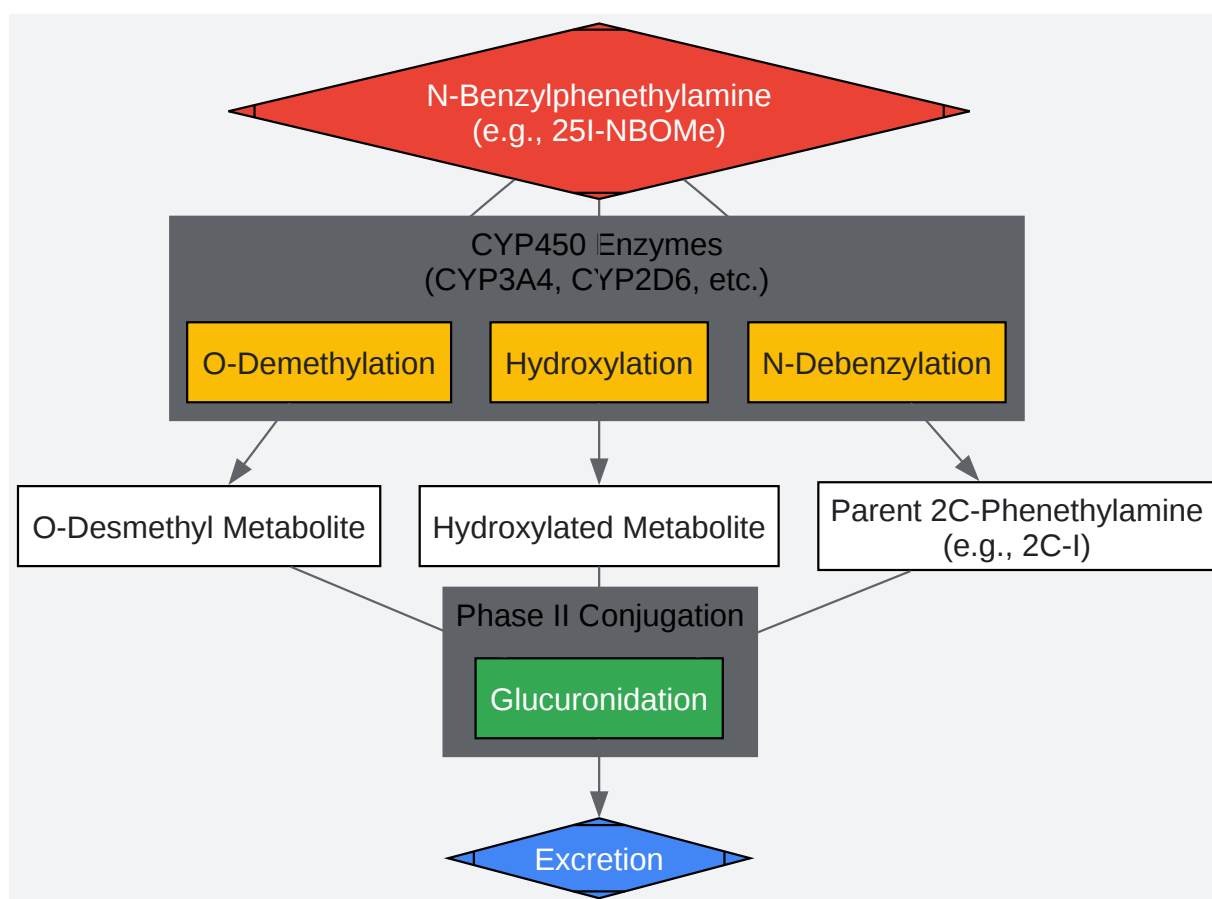 N-Benzylphenethylamine
(e.g., 25I-NBOMe)
CYP450 Enzymes
(CYP3A4, CYP2D6, etc.)
O-Demethylation
Hydroxylation
N-Debenzylation
O-Desmethyl Metabolite
Hydroxylated Metabolite
Parent 2C-Phenethylamine
(e.g., 2C-I)
Phase II Conjugation
Glucuronidation
Excretion